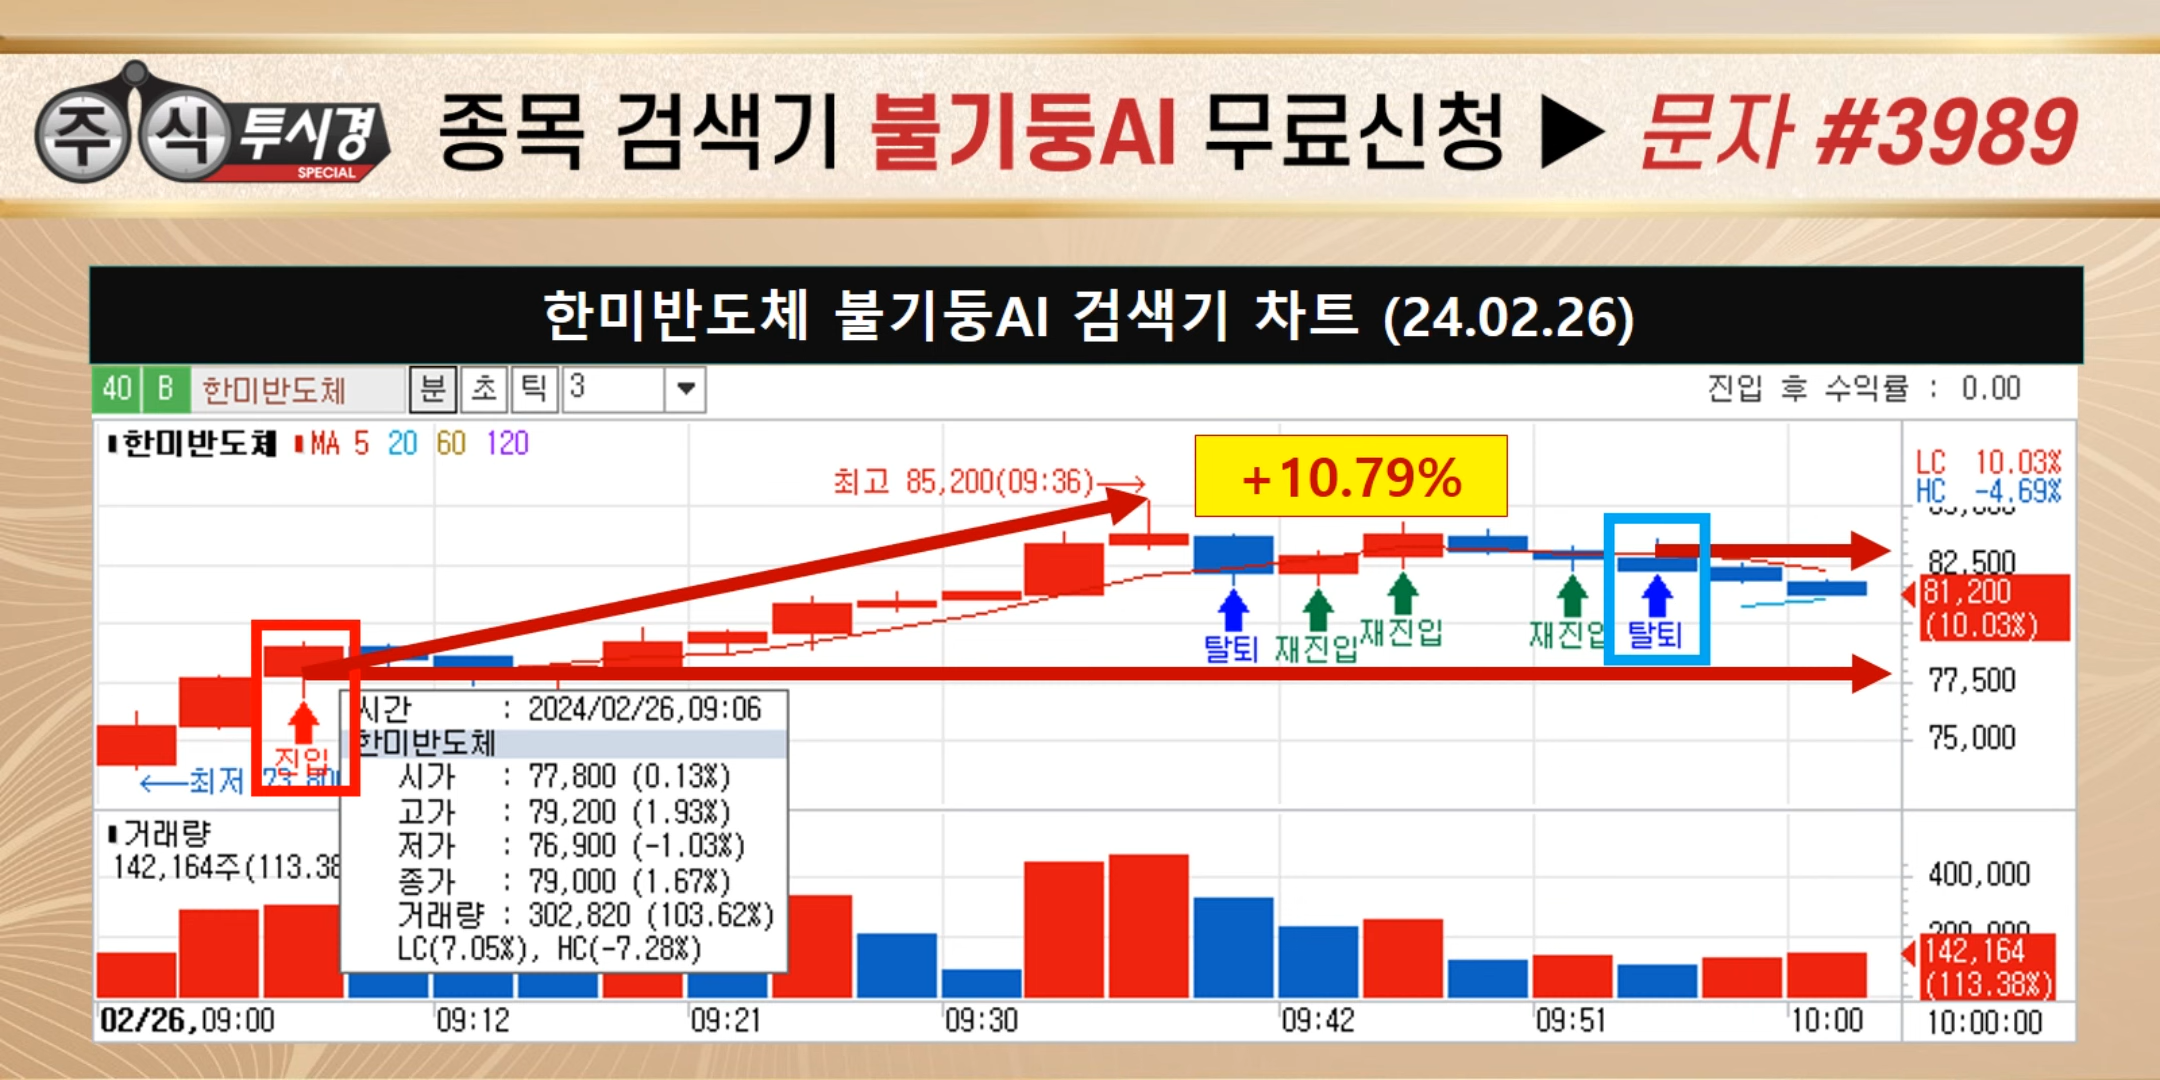 주식투시경
SPECIAL
종목 검색기 불기둥AI 무료신청 ▶ 문자 #3989
한미반도체 불기둥AI 검색기 차트 (24.02.26)
40 B 한미반도체 분 초 틱 3
진입 후 수익률 : 0.00
한미반도체 MA 5 20 60 120
최고 85,200(09:36)
+10.79%
LC 10.03%
HC -4.69%
82,500
81,200
(10.03%)
77,500
75,000
탈퇴
재진입
재진입
재진입
탈퇴
진입
최저
시간 : 2024/02/26,09:06
한미반도체
시가 : 77,800 (0.13%)
고가 : 79,200 (1.93%)
저가 : 76,900 (-1.03%)
종가 : 79,000 (1.67%)
거래량 : 302,820 (103.62%)
LC(7.05%), HC(-7.28%)
거래량
142,164주(113.38
400,000
142,164
(113.38%)
02/26,09:00 09:12 09:21 09:30 09:42 09:51 10:00 10:00:00